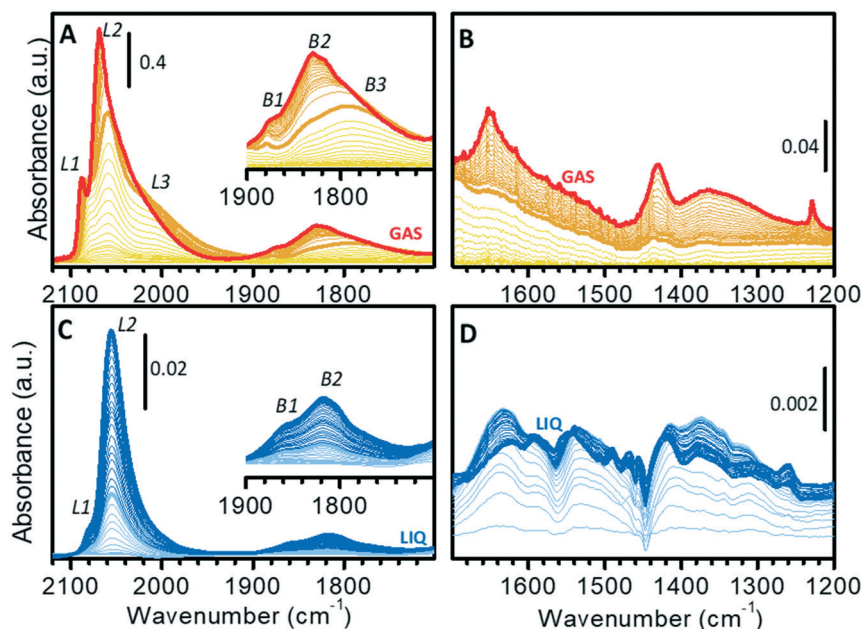 A
L2
0.4
B2
B3
B1
L1
L3
1900
1800
GAS
Absorbance (a.u.)
2100
2000
1900
1800
B
0.04
GAS
1600
1500
1400
1300
1200
C
L2
0.02
B2
B1
L1
1900
1800
LIQ
Absorbance (a.u.)
2100
2000
1900
1800
Wavenumber (cm-1)
D
0.002
LIQ
1600
1500
1400
1300
1200
Wavenumber (cm-1)